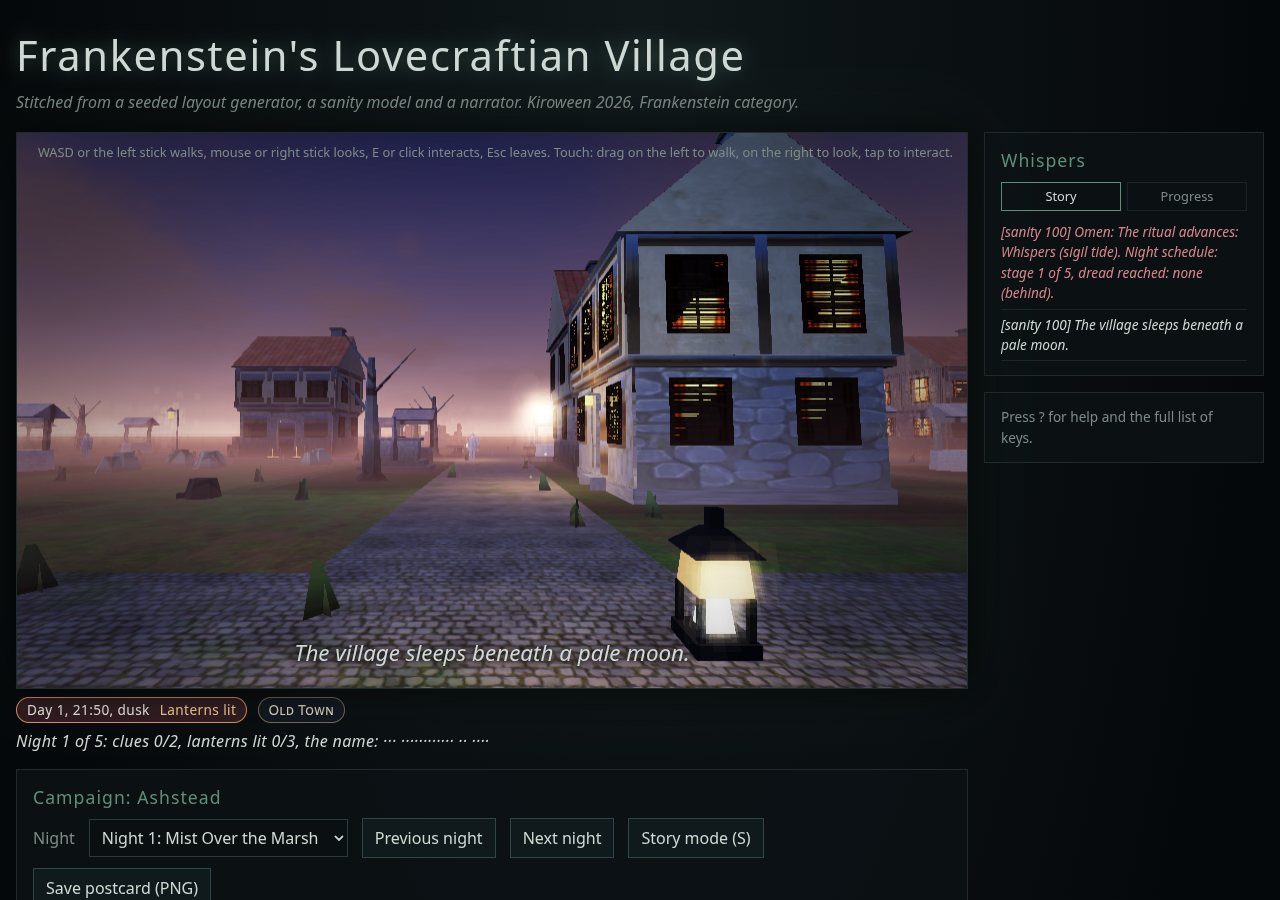 Frankenstein's Lovecraftian Village
Stitched from a seeded layout generator, a sanity model and a narrator. Kiroween 2026, Frankenstein category.
WASD or the left stick walks, mouse or right stick looks, E or click interacts, Esc leaves. Touch: drag on the left to walk, on the right to look, tap to interact.
The village sleeps beneath a pale moon.
Day 1, 21:50, dusk Lanterns lit
Old Town
Night 1 of 5: clues 0/2, lanterns lit 0/3, the name: ··· ············ ·· ····
Campaign: Ashstead
Night
Night 1: Mist Over the Marsh
Previous night
Next night
Story mode (S)
Save postcard (PNG)
Whispers
Story
Progress
[sanity 100] Omen: The ritual advances:
Whispers (sigil tide). Night schedule:
stage 1 of 5, dread reached: none
(behind).
[sanity 100] The village sleeps beneath a
pale moon.
Press ? for help and the full list of
keys.